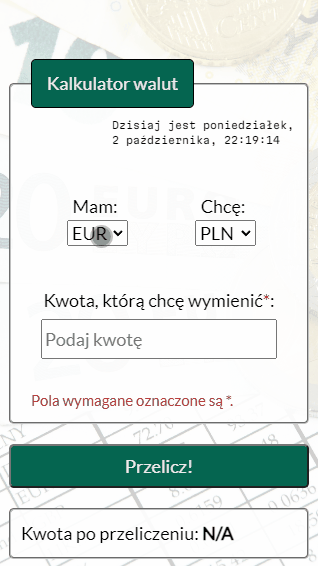 Kalkulator walut
Dzisiaj jest poniedziałek,
2 października, 22:19:14
Mam: Chcę:
EUR PLN
Kwota, którą chcę wymienić*:
Podaj kwotę
Pola wymagane oznaczone są *.
Przelicz!
Kwota po przeliczeniu: N/A